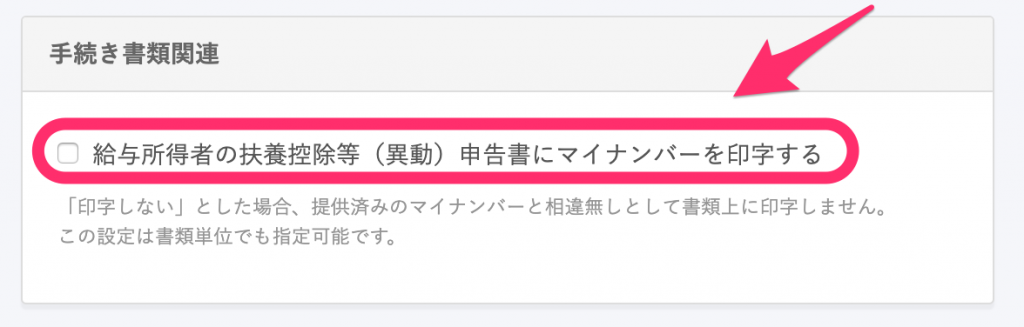 手続き書類関連
給与所得者の扶養控除等（異動）申告書にマイナンバーを印字する
「印字しない」とした場合、提供済みのマイナンバーと相違無しとして書類上に印字しません。
この設定は書類単位でも指定可能です。